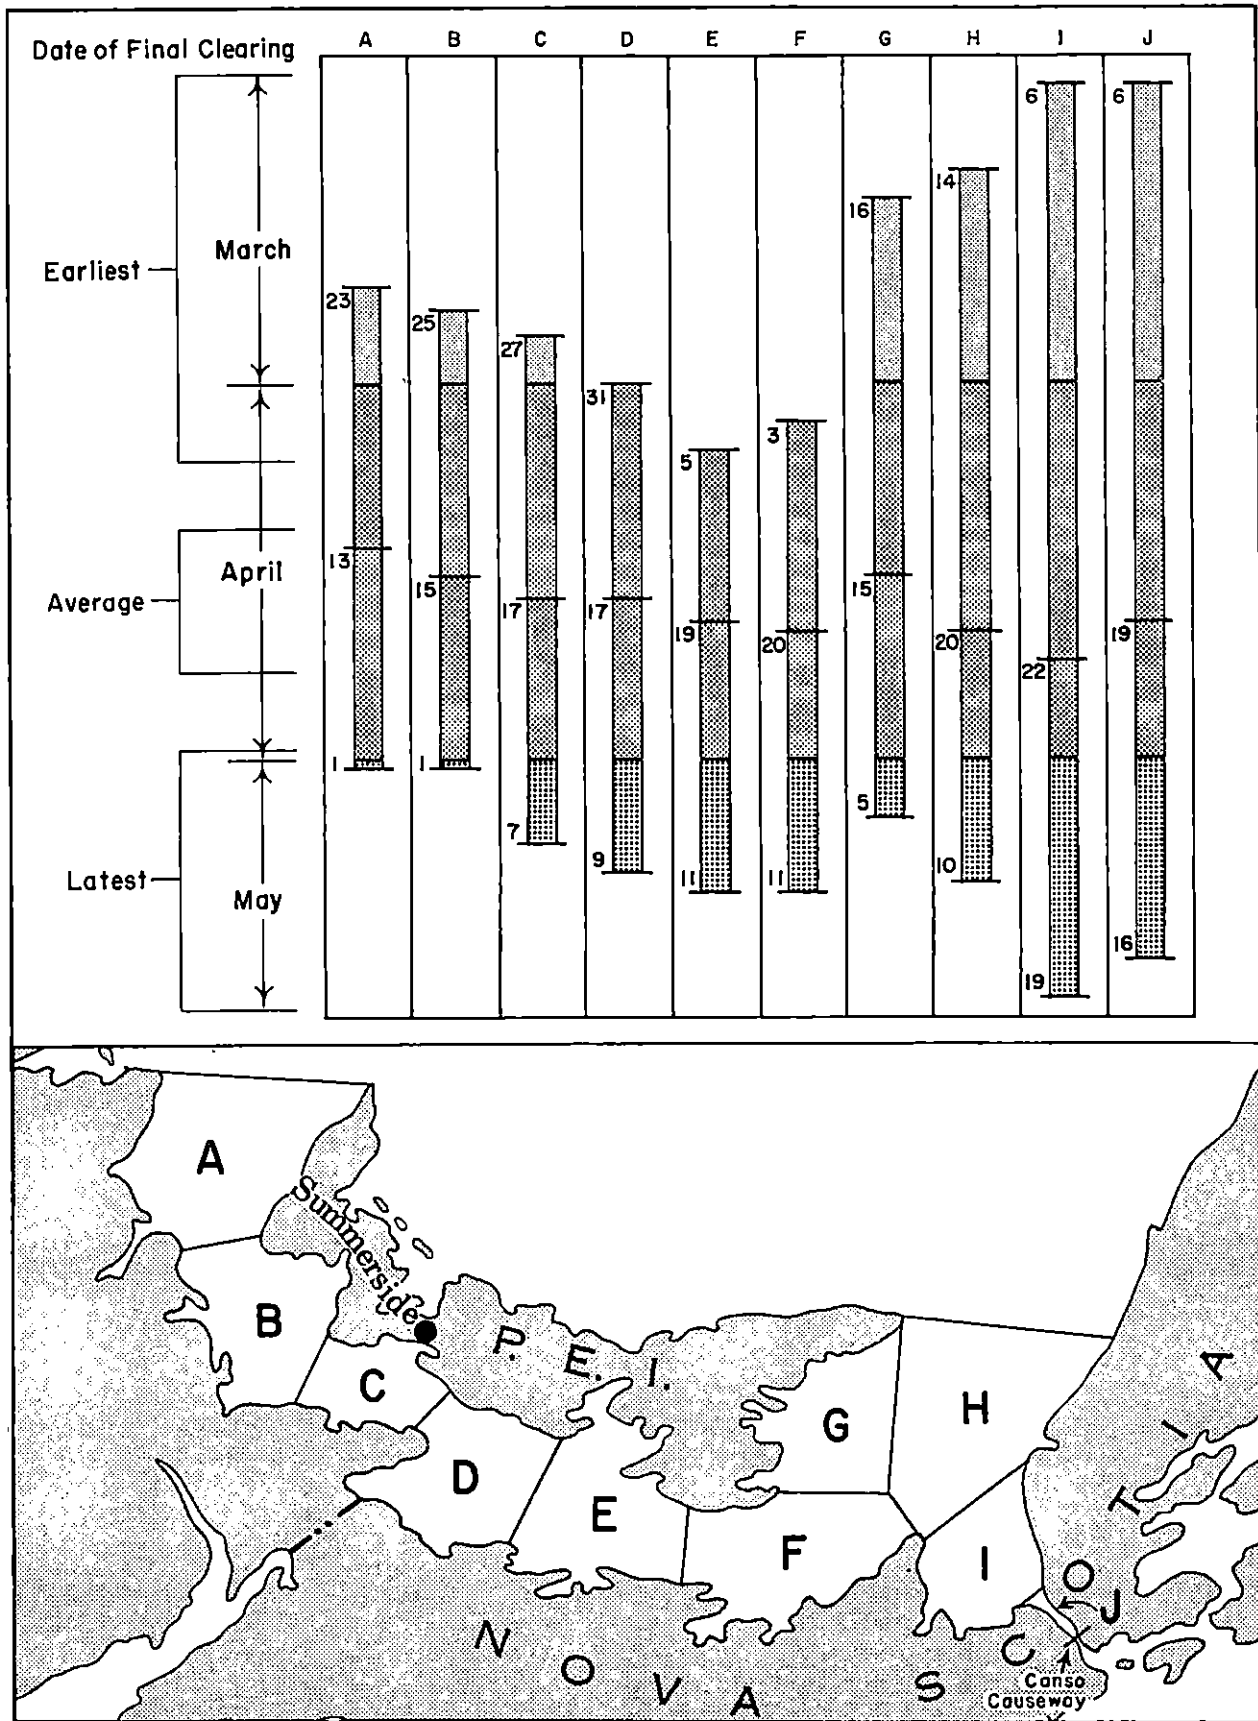 Date of Final Clearing
A B C D E F G H I J
6 6
14
16
March
Earliest
23
25
27
31
3
5
13
April
15 15
Average
17 17
19 19
20 20
22
1 1
5
7
9
Latest
11 11 10
May
16
19
A
Summerside
B
P. E. I.
C
G
H
D
E
F
I
J
NOVA SCOTIA
Canso
Causeway